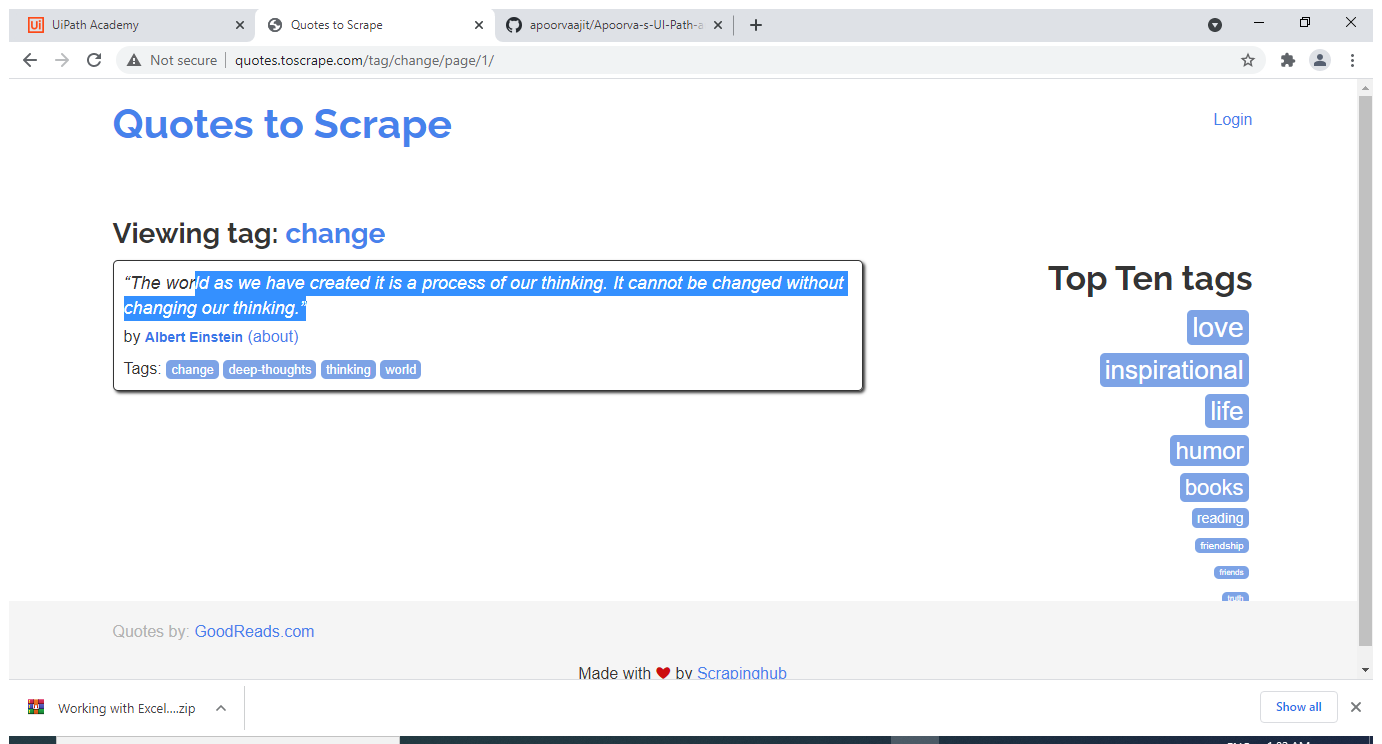 UiPath Academy
Quotes to Scrape
apoorvaajit/Apoorva-s-UI-Path-a
Not secure
quotes.toscrape.com/tag/change/page/1/
Quotes to Scrape
Login
Viewing tag: change
“The world as we have created it is a process of our thinking. It cannot be changed without
changing our thinking.”
by Albert Einstein (about)
Tags: change deep-thoughts thinking world
Top Ten tags
love
inspirational
life
humor
books
reading
friendship
friends
truth
Quotes by: GoodReads.com
Made with ❤ by Scrapinghub
Working with Excel....zip
Show all